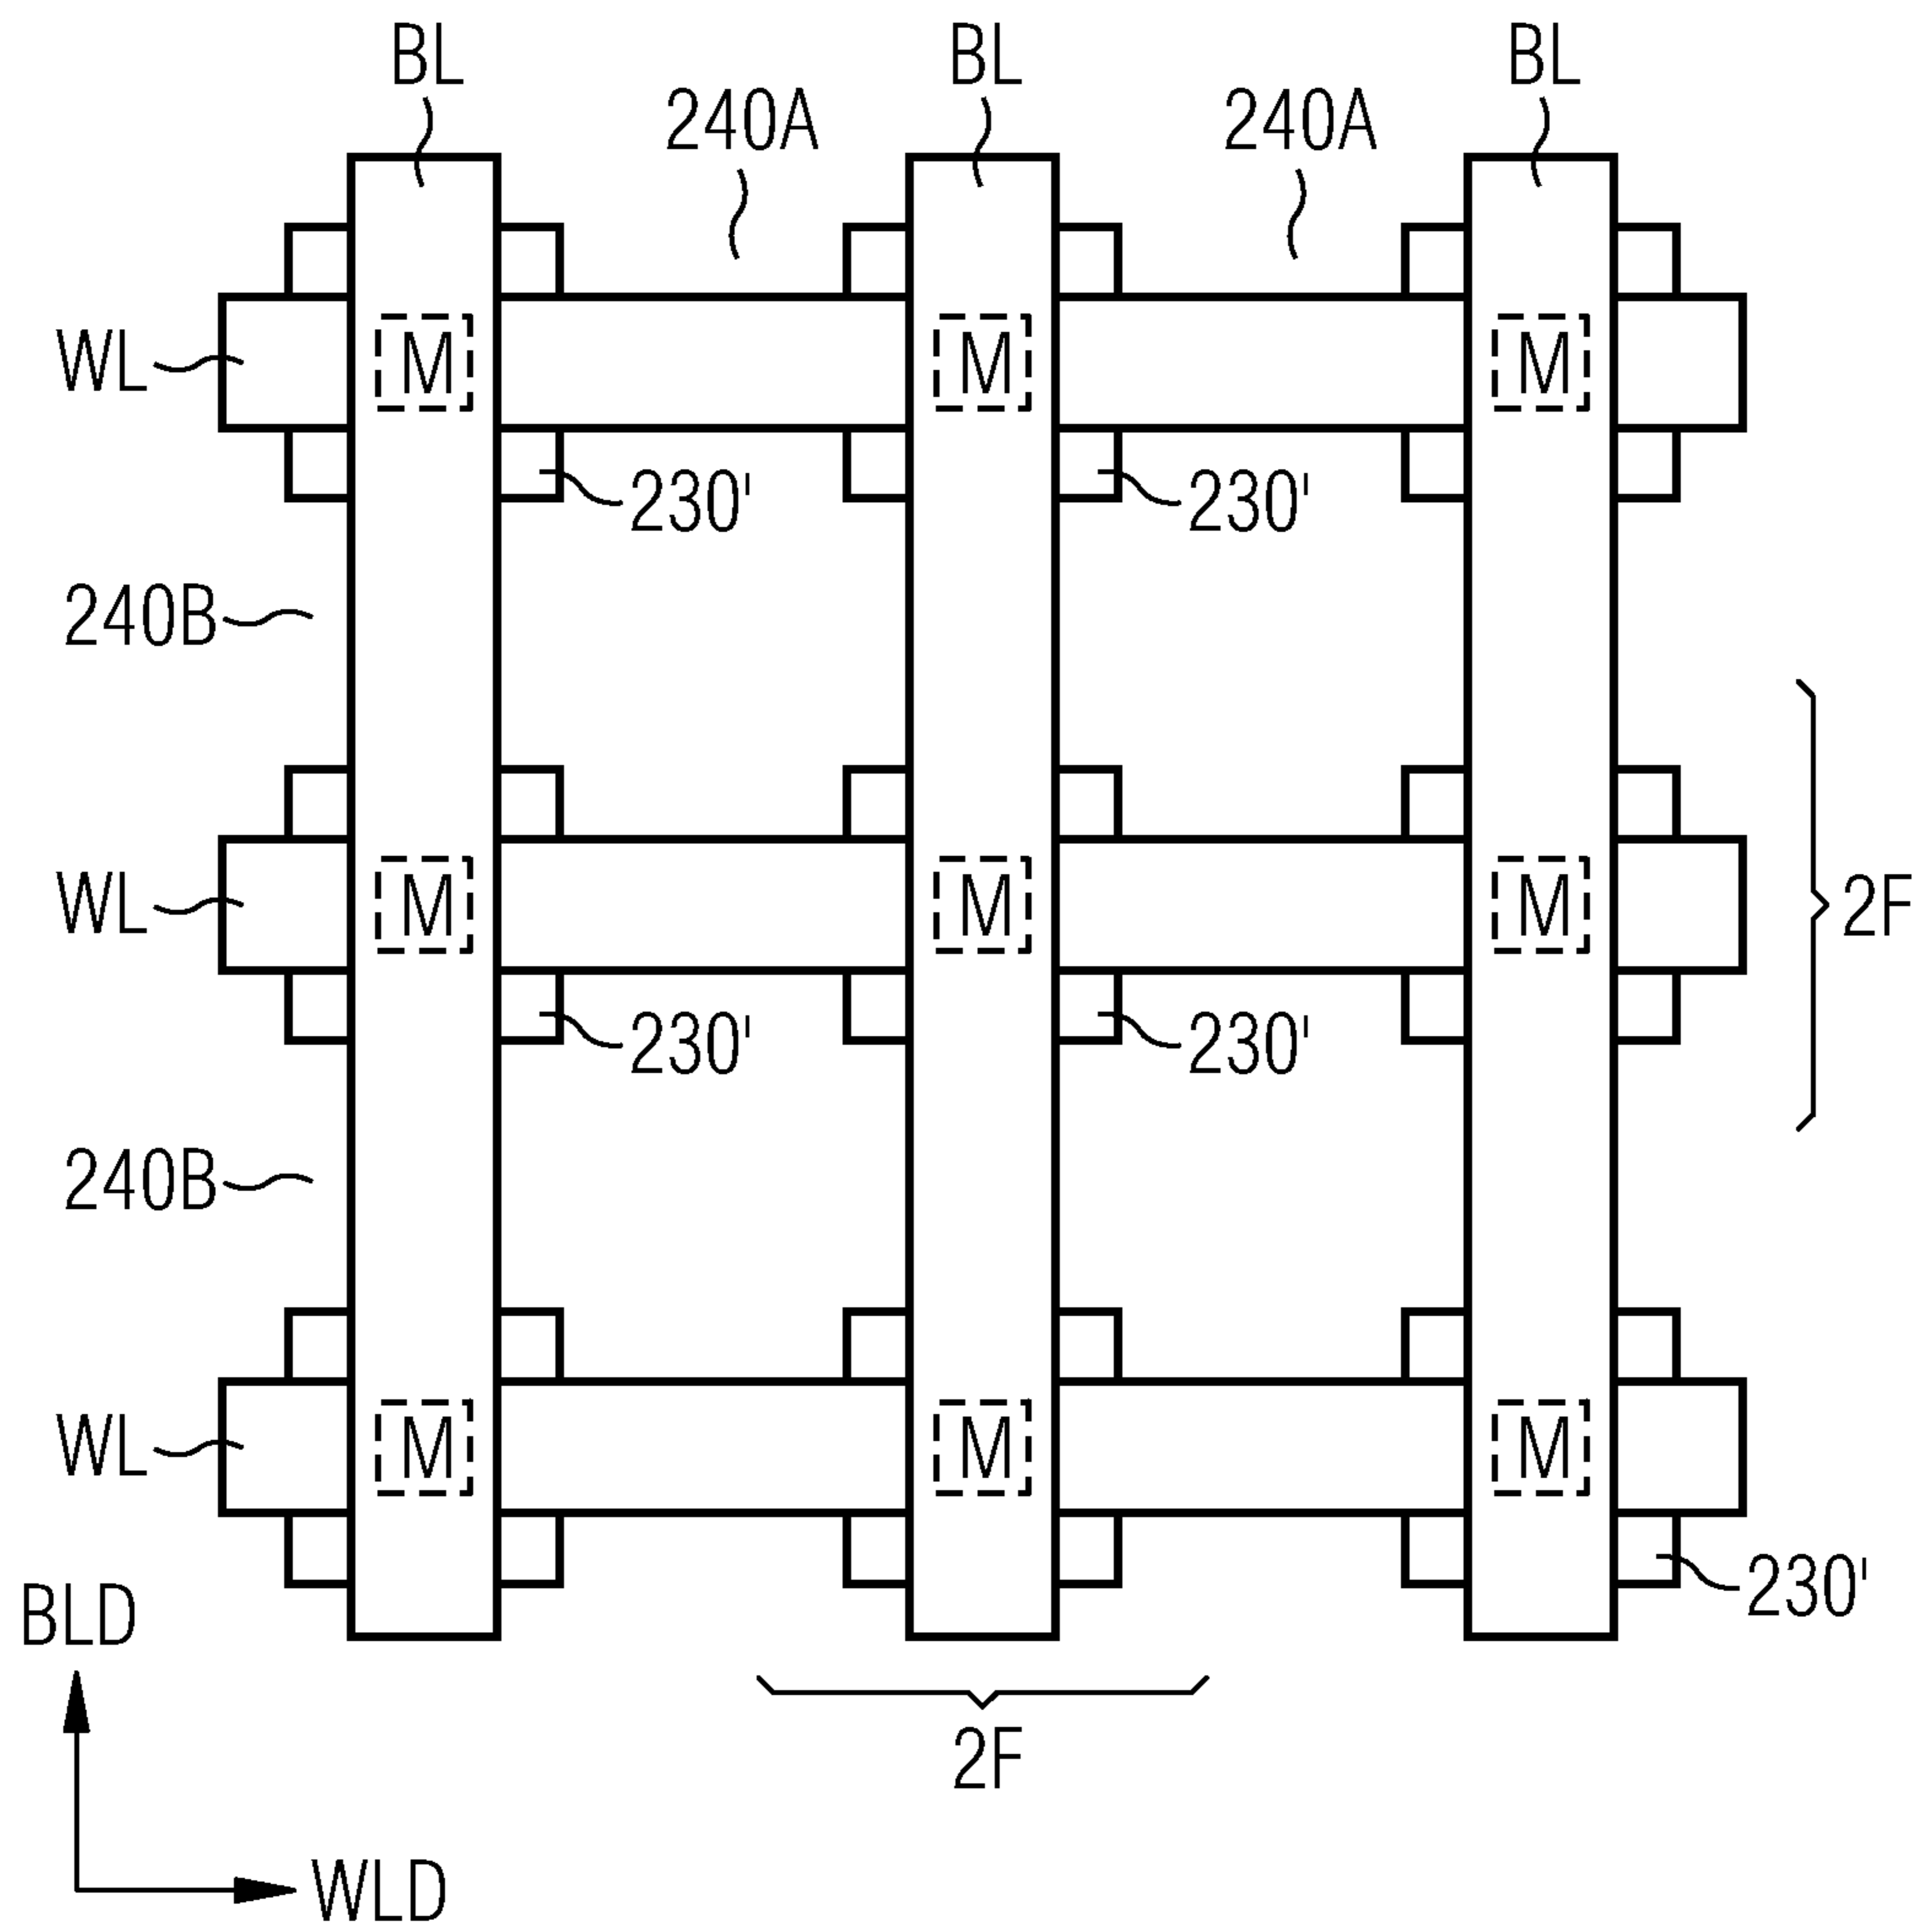 BL BL BL
240A 240A
WL M M M
230' 230'
240B
WL M M M
2F
230' 230'
240B
WL M M M
230'
BLD
2F
WLD